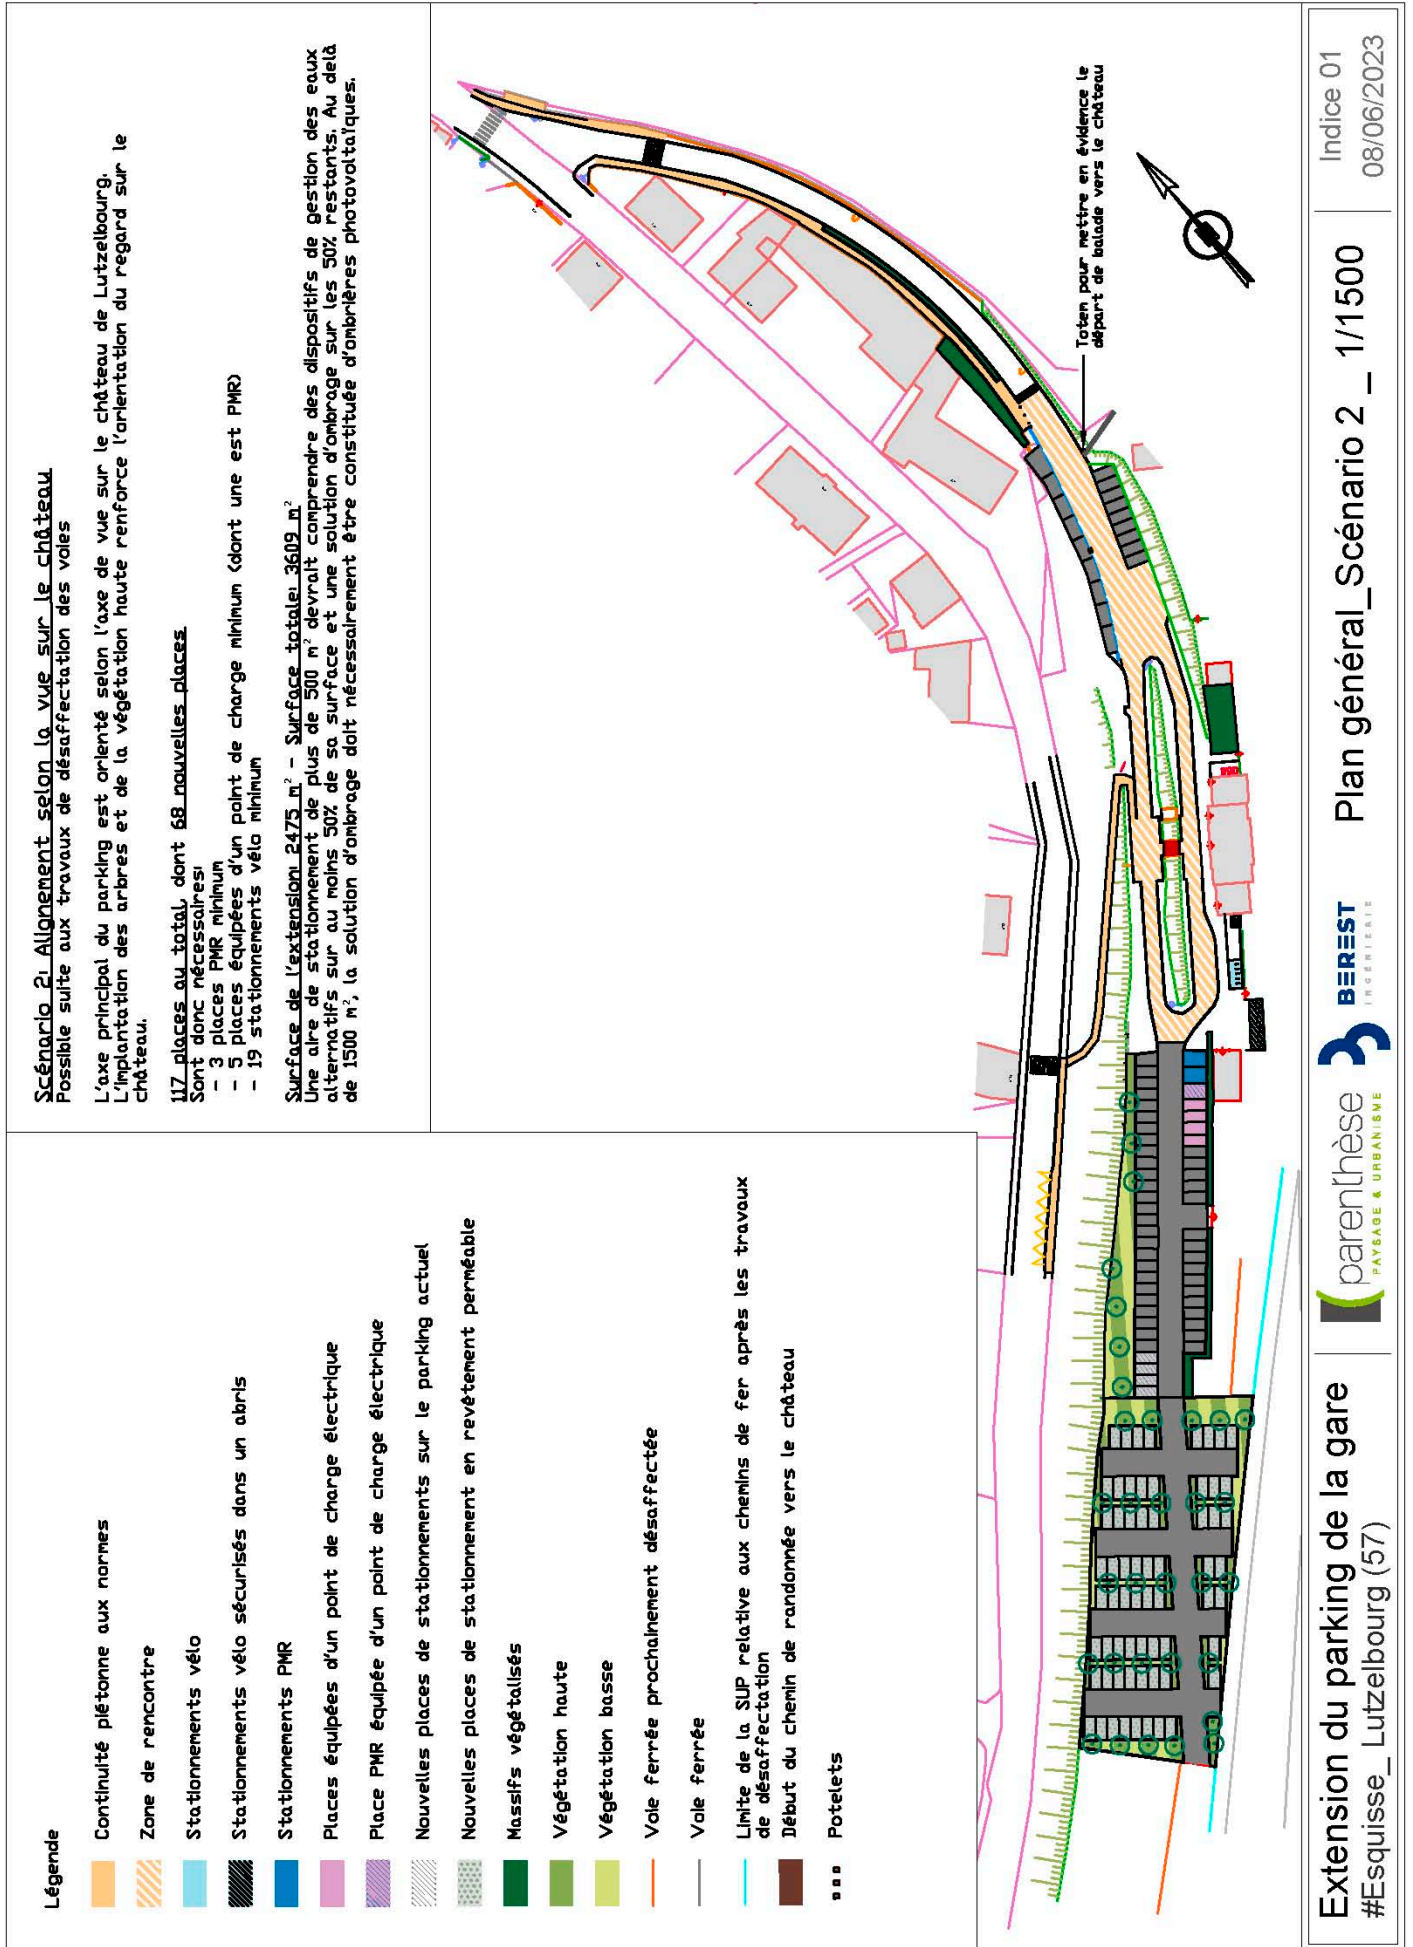 Scénario 2: Alignement selon la vue sur le château
Possible suite aux travaux de désaffectation des voies
L'axe principal du parking est orienté selon l'axe de vue sur le château de Lutzelbourg.
L'implantation des arbres et de la végétation haute renforce l'orientation du regard sur le
château.
117 places au total dont 68 nouvelles places
Sont donc nécessaires:
- 3 places PMR minimum
- 5 places équipées d'un point de charge minimum (dont une est PMR)
- 19 stationnements vélo minimum
Surface de l'extension: 2475 m² - Surface totale: 3609 m²
Une aire de stationnement de plus de 500 m² devrait comprendre des dispositifs de gestion des eaux
alternatifs sur au moins 50% de sa surface et une solution d'ombrage sur les 50% restants. Au delà
de 1500 m², la solution d'ombrage doit nécessairement être constituée d'ombrières photovoltaïques.
Légende
Continuité piétonne aux normes
Zone de rencontre
Stationnements vélo
Stationnements vélo sécurisés dans un abris
Stationnements PMR
Places équipées d'un point de charge électrique
Place PMR équipée d'un point de charge électrique
Nouvelles places de stationnements sur le parking actuel
Nouvelles places de stationnement en revêtement perméable
Massifs végétalisés
Végétation haute
Végétation basse
Voie ferrée prochainement désaffectée
Voie ferrée
Limite de la SUP relative aux chemins de fer après les travaux
de désaffectation
Début du chemin de randonnée vers le château
Potelets
Totem pour mettre en évidence le
départ de balade vers le château
Extension du parking de la gare
#Esquisse_ Lutzelbourg (57)
parenthèse
PAYSAGE & URBANISME
BEREST
INGÉNIERIE
Plan général_Scénario 2 _ 1/1500
Indice 01
08/06/2023